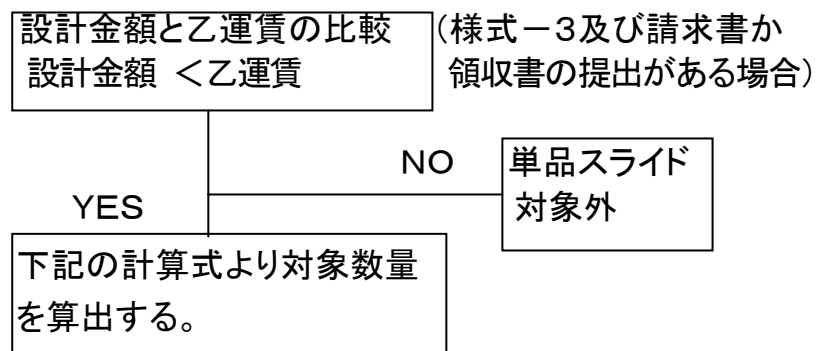 設計金額と乙運賃の比較
設計金額 ＜乙運賃
(様式－３及び請求書か
領収書の提出がある場合)
NO
単品スライド
対象外
YES
下記の計算式より対象数量
を算出する。